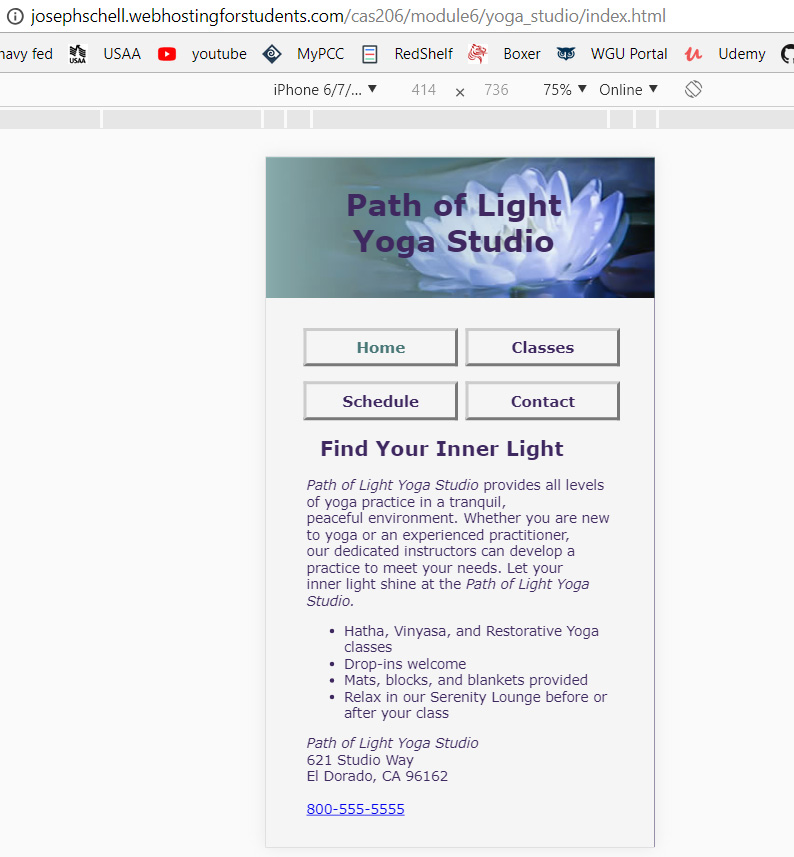 josephschell.webhostingforstudents.com/cas206/module6/yoga_studio/index.html
navy fed USAA USAA youtube MyPCC RedShelf Boxer WGU Portal Udemy
iPhone 6/7/... ▼ 414 × 736 75% ▼ Online ▼
Path of Light
Yoga Studio
Home Classes
Schedule Contact
Find Your Inner Light
Path of Light Yoga Studio provides all levels
of yoga practice in a tranquil,
peaceful environment. Whether you are new
to yoga or an experienced practitioner,
our dedicated instructors can develop a
practice to meet your needs. Let your
inner light shine at the Path of Light Yoga
Studio.
• Hatha, Vinyasa, and Restorative Yoga
classes
• Drop-ins welcome
• Mats, blocks, and blankets provided
• Relax in our Serenity Lounge before or
after your class
Path of Light Yoga Studio
621 Studio Way
El Dorado, CA 96162
800-555-5555